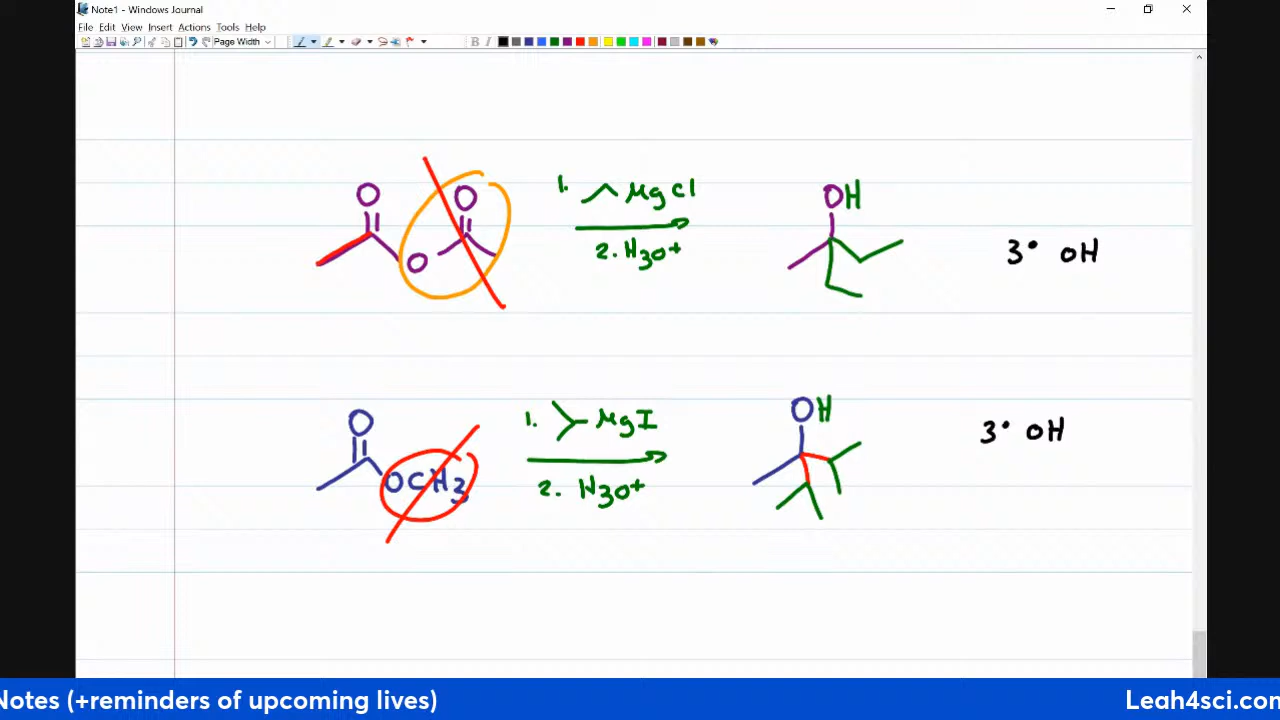 Note1 - Windows Journal
File Edit View Insert Actions Tools Help
Page Width
B I
O O
O
1. MgCl
2. H3O+
OH
3° OH
O
OCH3
1. MgI
2. H3O+
OH
3° OH
Notes (+reminders of upcoming lives)
Leah4sci.con